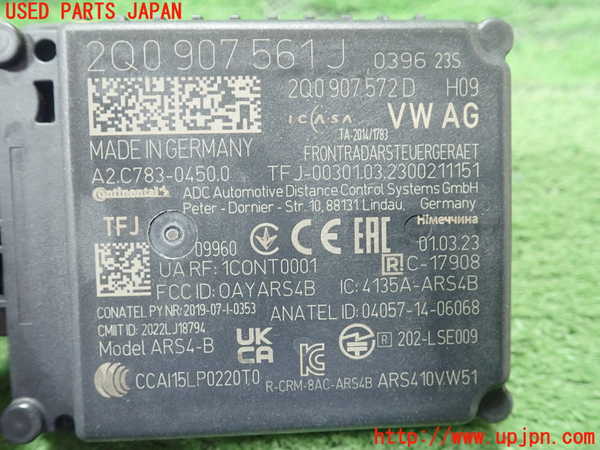 USED PARTS JAPAN
2Q0 907 561 J 0396 23S
2Q0 907 572 D H09
ICASA VW AG
TA-2014/1783
MADE IN GERMANY FRONTRADARSTEUERGERAET
A2.C783-0450.0 TFJ-00301.03.2300211151
Continental ADC Automotive Distance Control Systems GmbH
Peter - Dornier - Str. 10, 88131 Lindau, Germany
TFJ Німеччина
09960 CE EAC 01.03.23
UA RF: 1CONT0001 R C-17908
FCC ID: OAYARS4B IC: 4135A-ARS4B
CONATEL PY NR:2019-07-I-0353 ANATEL ID: 04057-14-06068
CMIIT ID: 2022LJ18794
Model ARS4-B UK CA R 202-LSE009
CCC CCAI15LP0220T0 R-CRM-8AC-ARS4B ARS410VW51
http://www.upjpn.com